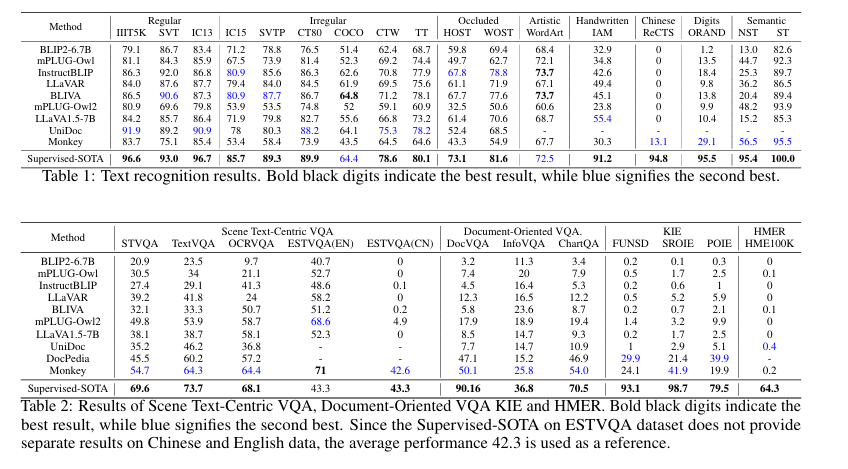 Method Regular Irregular Occluded Artistic Handwritten Chinese Digits Semantic
IIIT5K SVT IC13 IC15 SVTP CT80 COCO CTW TT HOST WOST WordArt IAM ReCTS ORAND NST ST
BLIP2-6.7B 79.1 86.7 83.4 71.2 78.8 76.5 51.4 62.4 68.7 59.8 69.4 68.4 32.9 0 1.2 13.0 82.6
mPLUG-Owl 81.1 84.3 85.9 67.5 73.9 81.4 52.3 69.2 74.4 49.7 62.7 72.1 34.8 0 13.5 44.7 92.3
InstructBLIP 86.3 92.0 86.8 80.9 85.6 86.3 62.6 70.8 77.9 67.8 78.8 73.7 42.6 0 18.4 25.3 89.7
LLaVAR 84.0 87.6 87.7 79.4 84.0 84.5 61.9 69.5 75.6 61.1 71.9 67.1 49.4 0 9.8 36.2 86.5
BLIVA 86.5 90.6 87.3 80.9 87.7 86.3 64.8 71.2 78.1 67.7 77.6 73.7 45.1 0 13.8 20.4 89.4
mPLUG-Owl2 80.9 69.6 79.8 53.9 53.5 74.8 52 59.1 60.9 32.5 50.6 60.6 23.8 0 9.9 48.2 93.9
LLaVA1.5-7B 84.2 85.7 86.4 71.9 79.8 82.7 55.6 66.8 73.2 61.4 70.6 68.7 55.4 0 10.4 15.2 85.3
UniDoc 91.9 89.2 90.9 78 80.3 88.2 64.1 75.3 78.2 52.4 68.5 - - - - - -
Monkey 83.7 75.1 85.4 53.4 58.4 73.9 43.5 64.5 64.6 43.3 54.9 67.7 30.3 13.1 29.1 56.5 95.5
Supervised-SOTA 96.6 93.0 96.7 85.7 89.3 89.9 64.4 78.6 80.1 73.1 81.6 72.5 91.2 94.8 95.5 95.4 100.0
Table 1: Text recognition results. Bold black digits indicate the best result, while blue signifies the second best.
Method Scene Text-Centric VQA Document-Oriented VQA. KIE HMER
STVQA TextVQA OCRVQA ESTVQA(EN) ESTVQA(CN) DocVQA InfoVQA ChartQA FUNSD SROIE POIE HME100K
BLIP2-6.7B 20.9 23.5 9.7 40.7 0 3.2 11.3 3.4 0.2 0.1 0.3 0
mPLUG-Owl 30.5 34 21.1 52.7 0 7.4 20 7.9 0.5 1.7 2.5 0.1
InstructBLIP 27.4 29.1 41.3 48.6 0.1 4.5 16.4 5.3 0.2 0.6 1 0
LLaVAR 39.2 41.8 24 58.2 0 12.3 16.5 12.2 0.5 5.2 5.9 0
BLIVA 32.1 33.3 50.7 51.2 0.2 5.8 23.6 8.7 0.2 0.7 2.1 0.1
mPLUG-Owl2 49.8 53.9 58.7 68.6 4.9 17.9 18.9 19.4 1.4 3.2 9.9 0
LLaVA1.5-7B 38.1 38.7 58.1 52.3 0 8.5 14.7 9.3 0.2 1.7 2.5 0
UniDoc 35.2 46.2 36.8 - - 7.7 14.7 10.9 1 2.9 5.1 0.4
DocPedia 45.5 60.2 57.2 - - 47.1 15.2 46.9 29.9 21.4 39.9 -
Monkey 54.7 64.3 64.4 71 42.6 50.1 25.8 54.0 24.1 41.9 19.9 0.2
Supervised-SOTA 69.6 73.7 68.1 43.3 43.3 90.16 36.8 70.5 93.1 98.7 79.5 64.3
Table 2: Results of Scene Text-Centric VQA, Document-Oriented VQA KIE and HMER. Bold black digits indicate the
best result, while blue signifies the second best. Since the Supervised-SOTA on ESTVQA dataset does not provide
separate results on Chinese and English data, the average performance 42.3 is used as a reference.